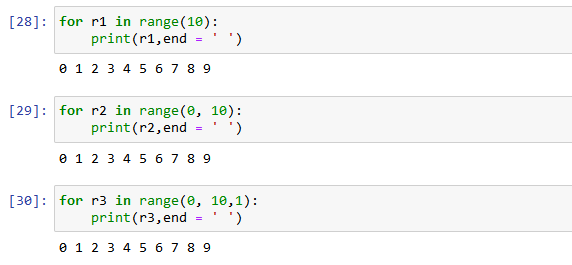 [28]: for r1 in range(10):
print(r1,end = ' ')
0 1 2 3 4 5 6 7 8 9
[29]: for r2 in range(0, 10):
print(r2,end = ' ')
0 1 2 3 4 5 6 7 8 9
[30]: for r3 in range(0, 10,1):
print(r3,end = ' ')
0 1 2 3 4 5 6 7 8 9